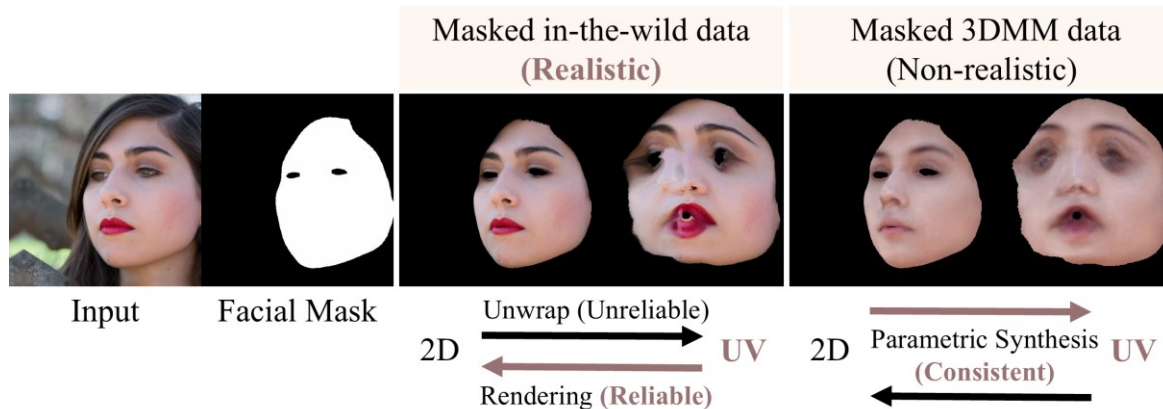 Masked in-the-wild data
(Realistic)
Masked 3DMM data
(Non-realistic)
Input
Facial Mask
Unwrap (Unreliable)
2D
UV
Rendering (Reliable)
2D
Parametric Synthesis
UV
(Consistent)